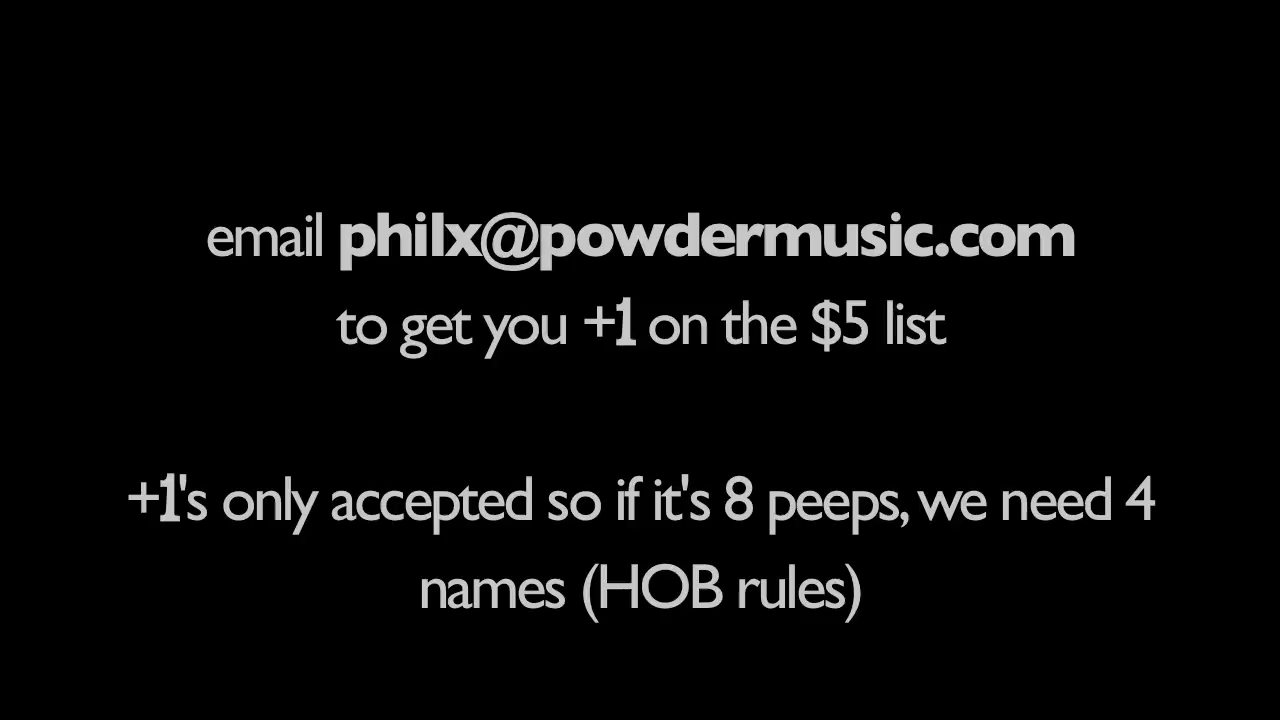 email philx@powdermusic.com
to get you +1 on the $5 list
+1's only accepted so if it's 8 peeps, we need 4
names (HOB rules)